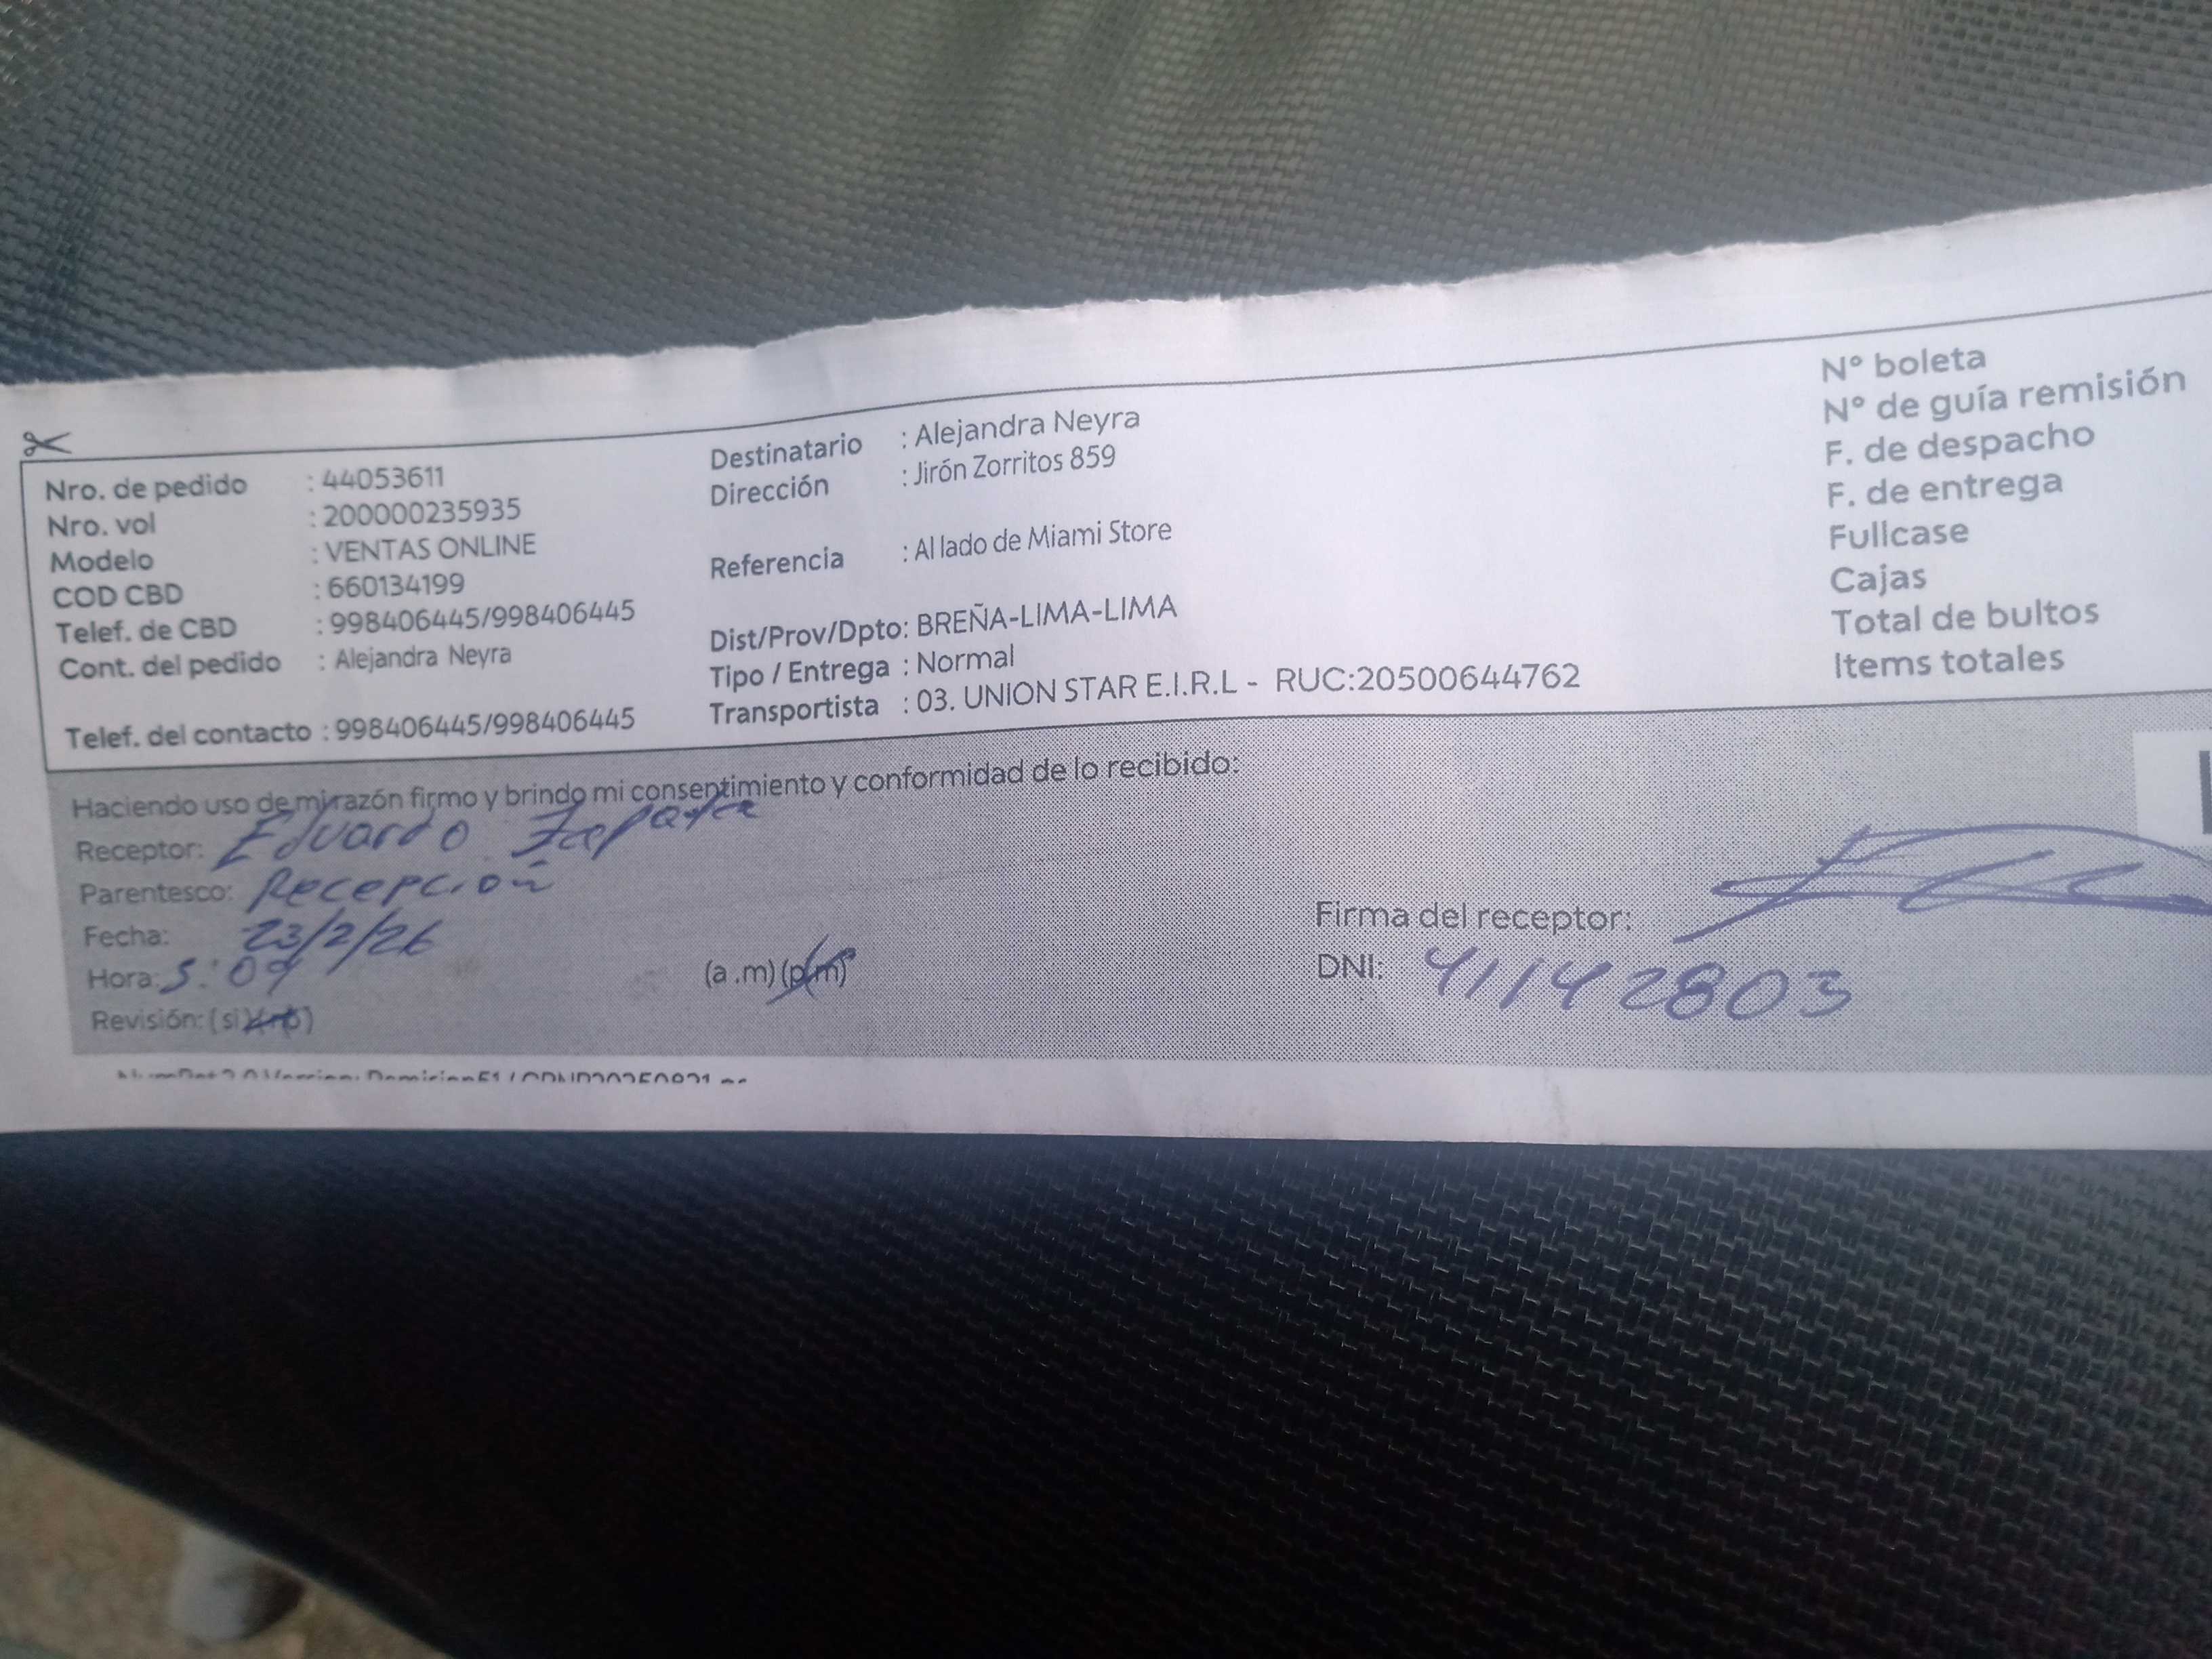 Nro. de pedido : 44053611
Nro. vol : 200000235935
Modelo : VENTAS ONLINE
COD CBD : 660134199
Telef. de CBD : 998406445/998406445
Cont. del pedido : Alejandra Neyra
Telef. del contacto : 998406445/998406445
Destinatario : Alejandra Neyra
Dirección : Jirón Zorritos 859
Referencia : Al lado de Miami Store
Dist/Prov/Dpto: BREÑA-LIMA-LIMA
Tipo / Entrega : Normal
Transportista : 03. UNION STAR E.I.R.L - RUC:20500644762
N° boleta
N° de guía remisión
F. de despacho
F. de entrega
Fullcase
Cajas
Total de bultos
Items totales
Haciendo uso de mi razón firmo y brindo mi consentimiento y conformidad de lo recibido:
Receptor: Eduardo Zapata
Parentesco: Recepción
Fecha: 23/2/26
Hora: 5:09 (a.m) (p.m)
Revisión: (si) (no)
Firma del receptor:
DNI: 41142803